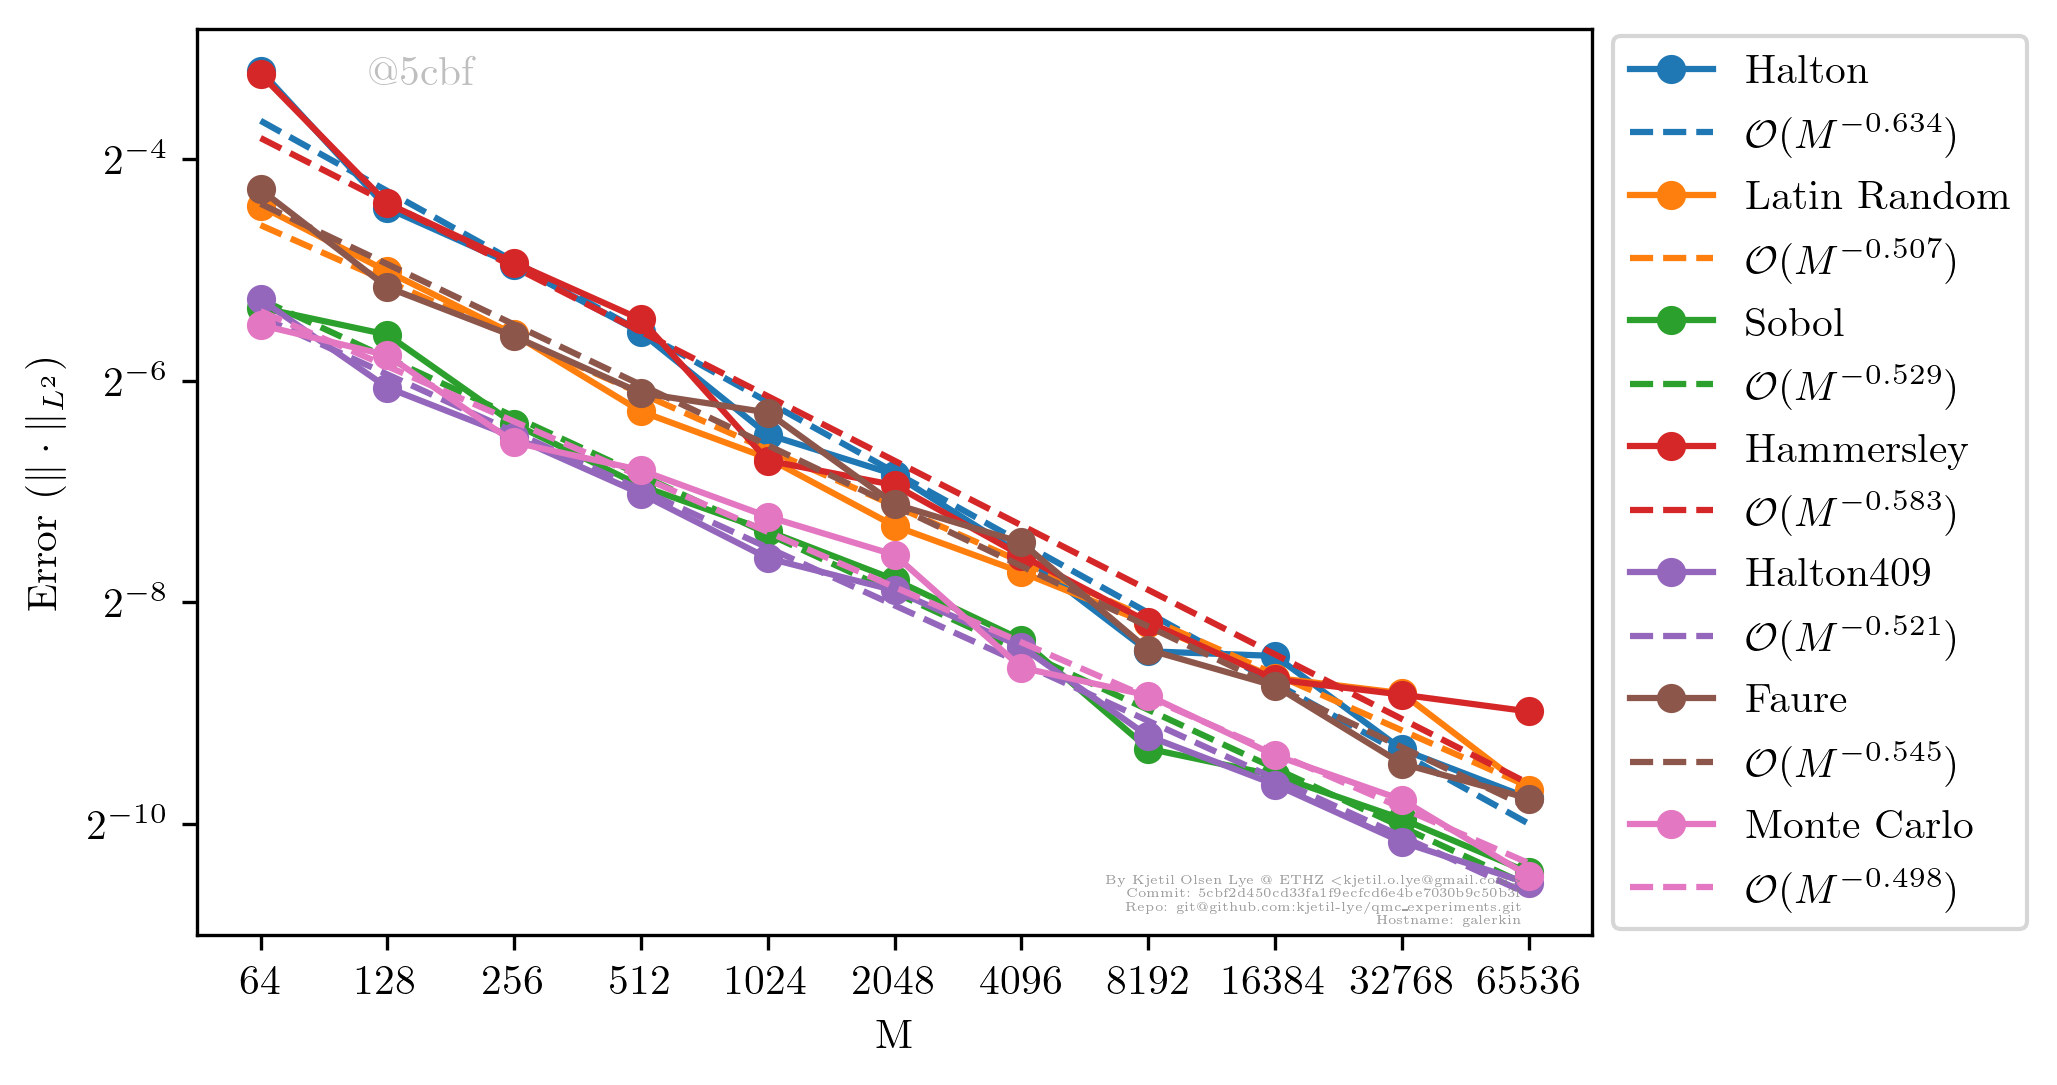 @5cbf
2^{-4}
2^{-6}
2^{-8}
2^{-10}
Error (|| · ||_{L^2})
64 128 256 512 1024 2048 4096 8192 16384 32768 65536
M
By Kjetil Olsen Lye @ ETHZ <kjetil.o.lye@gmail.
Commit:
Repo: git@github.com:kjetil-lye/qmc_experiments.git
Hostname: galerkin
Halton
𝒪(M^{-0.634})
Latin Random
𝒪(M^{-0.507})
Sobol
𝒪(M^{-0.529})
Hammersley
𝒪(M^{-0.583})
Halton409
𝒪(M^{-0.521})
Faure
𝒪(M^{-0.545})
Monte Carlo
𝒪(M^{-0.498})